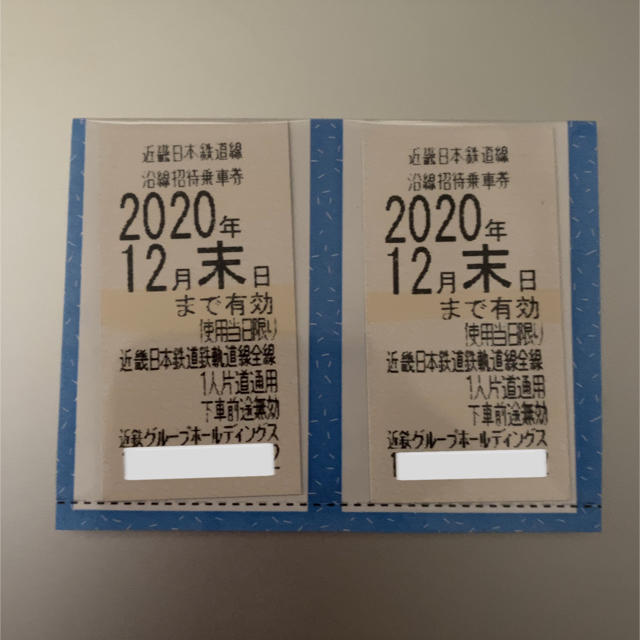 近畿日本鉄道線
沿線招待乗車券
2020年
12月末日
まで有効
(使用当日限り)
近畿日本鉄道鉄軌道線全線
1人片道通用
下車前途無効
近鉄グループホールディングス
近畿日本鉄道線
沿線招待乗車券
2020年
12月末日
まで有効
(使用当日限り)
近畿日本鉄道鉄軌道線全線
1人片道通用
下車前途無効
近鉄グループホールディングス